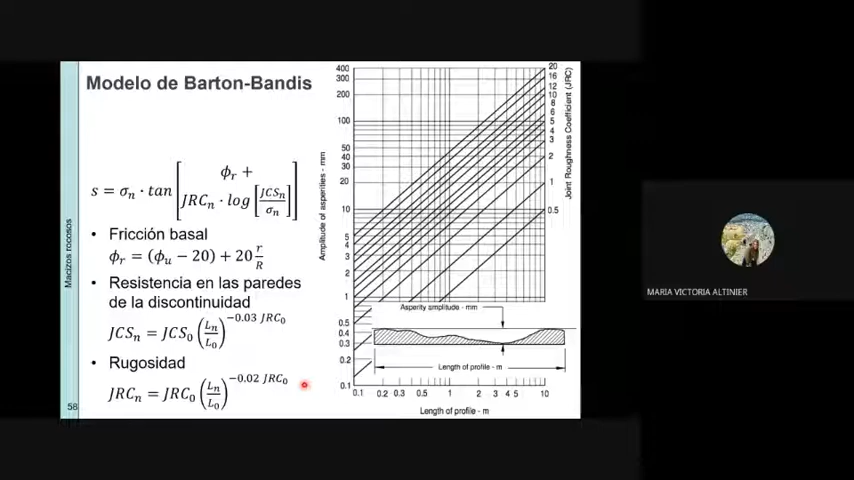 Modelo de Barton-Bandis
s = σn · tan [ϕr + JRCn · log [JCSn / σn]]
• Fricción basal
ϕr = (ϕu − 20) + 20 r/R
• Resistencia en las paredes
de la discontinuidad
JCSn = JCS0 (Ln/L0)^−0.03 JRC0
• Rugosidad
JRCn = JRC0 (Ln/L0)^−0.02 JRC0
Macizos rocosos
58
Amplitude of asperities - mm
400
300
200
100
50
40
30
20
10
5
4
3
2
1
0.5
0.4
0.3
0.2
0.1
20
16
12
10
8
6
5
4
3
2
1
0.5
Joint Roughness Coefficient (JRC)
Asperity amplitude - mm
Length of profile - m
0.1 0.2 0.3 0.5 1 2 3 4 5 10
Length of profile - m
MARIA VICTORIA ALTINIER